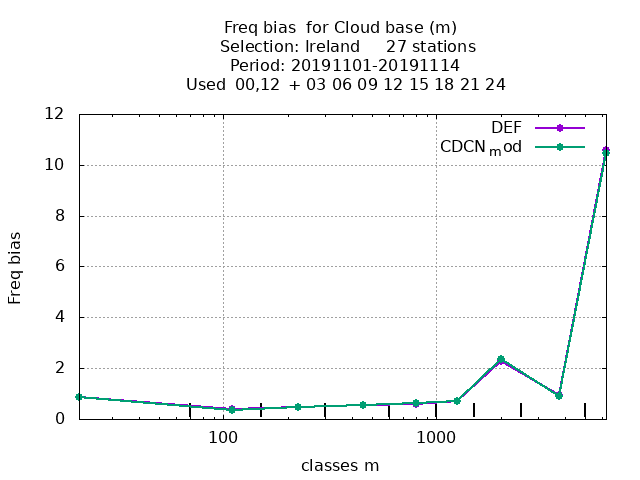 Freq bias  for Cloud base (m)
Selection: Ireland     27 stations
Period: 20191101-20191114
Used  00,12  + 03 06 09 12 15 18 21 24
12
10
8
6
4
2
0
Freq bias
DEF
CDCNmod
100
1000
classes m